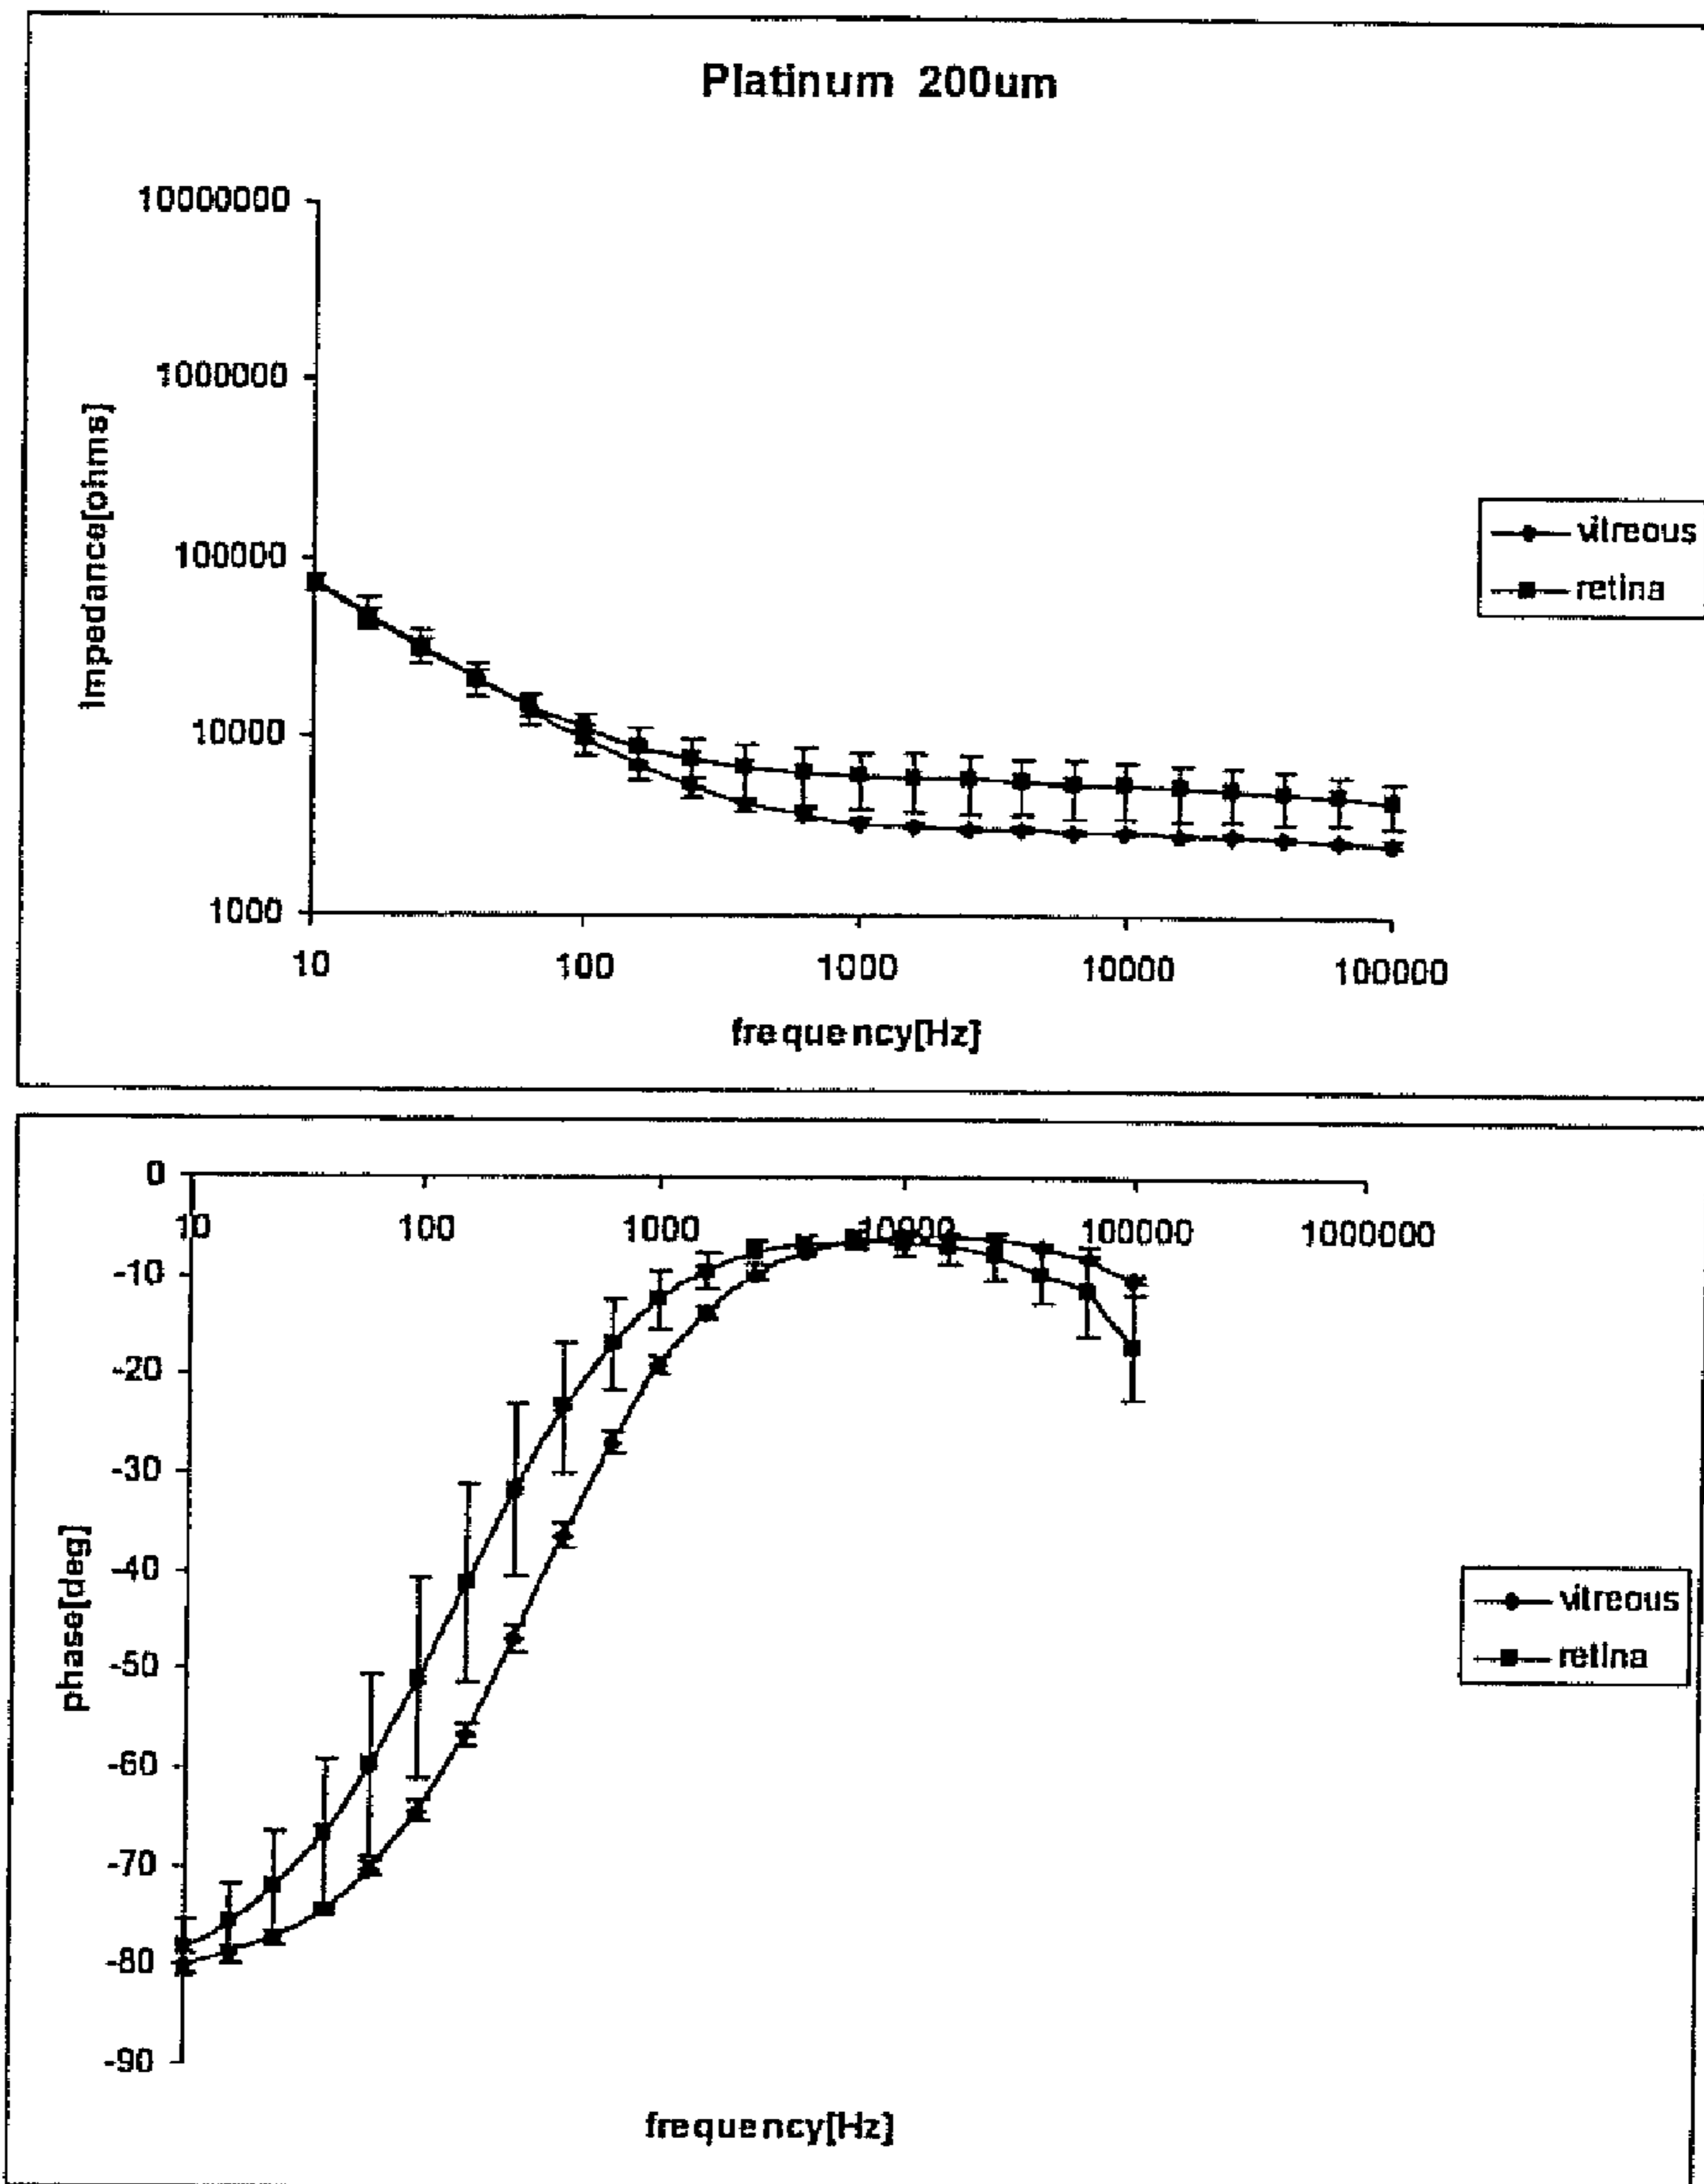 Platinum 200um
10000000
1000000
100000
10000
1000
impedance[ohms]
10 100 1000 10000 100000
frequency[Hz]
vitreous
retina
0
10 100 1000 10000 100000 1000000
-10
-20
-30
-40
-50
-60
-70
-80
-90
phase[deg]
vitreous
retina
frequency[Hz]